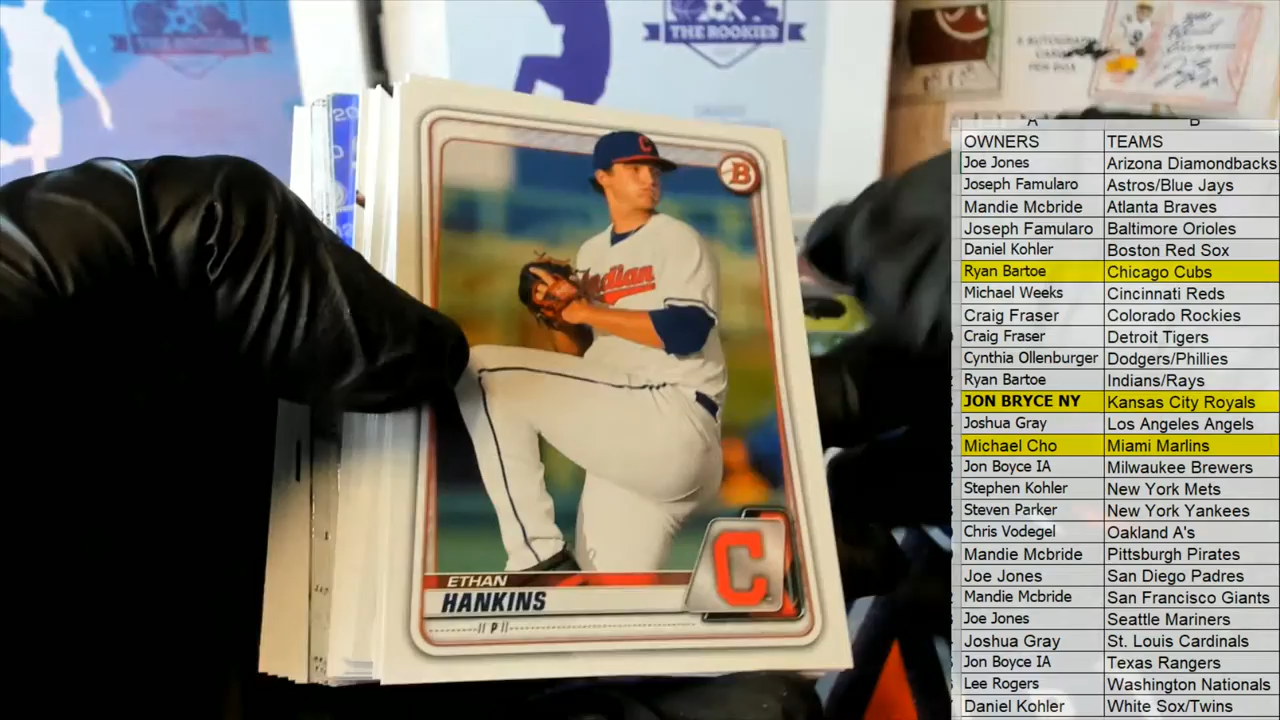 THE ROOKIES
B
Indian
C
ETHAN
HANKINS
P
C
A B
OWNERS TEAMS
Joe Jones Arizona Diamondbacks
Joseph Famularo Astros/Blue Jays
Mandie Mcbride Atlanta Braves
Joseph Famularo Baltimore Orioles
Daniel Kohler Boston Red Sox
Ryan Bartoe Chicago Cubs
Michael Weeks Cincinnati Reds
Craig Fraser Colorado Rockies
Craig Fraser Detroit Tigers
Cynthia Ollenburger Dodgers/Phillies
Ryan Bartoe Indians/Rays
JON BRYCE NY Kansas City Royals
Joshua Gray Los Angeles Angels
Michael Cho Miami Marlins
Jon Boyce IA Milwaukee Brewers
Stephen Kohler New York Mets
Steven Parker New York Yankees
Chris Vodegel Oakland A's
Mandie Mcbride Pittsburgh Pirates
Joe Jones San Diego Padres
Mandie Mcbride San Francisco Giants
Joe Jones Seattle Mariners
Joshua Gray St. Louis Cardinals
Jon Boyce IA Texas Rangers
Lee Rogers Washington Nationals
Daniel Kohler White Sox/Twins